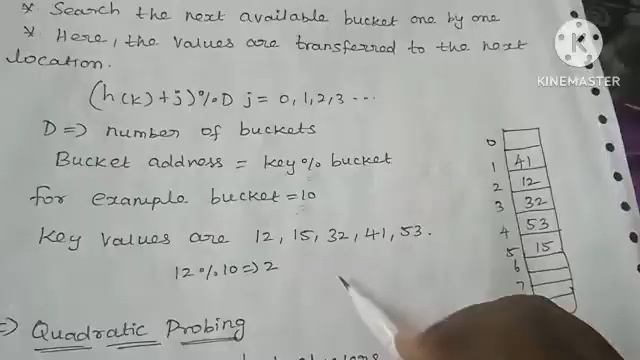 * Search the next available bucket one by one
* Here, the values are transferred to the next
location.
(h(k)+j)%D j= 0,1,2,3 ...
D => number of buckets
Bucket address = key% bucket
for example bucket = 10
Key values are 12, 15, 32, 41, 53.
12%10=>2
=> Quadratic Probing
KINEMASTER
0
1 41
2 12
3 32
4 53
5 15
6
7